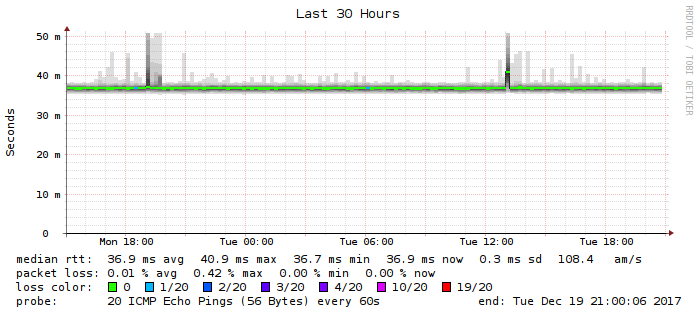 Last 30 Hours
RRDTOOL / TOBI OETIKER
Seconds
50 m
40 m
30 m
20 m
10 m
0
Mon 18:00 Tue 00:00 Tue 06:00 Tue 12:00 Tue 18:00
median rtt: 36.9 ms avg 40.9 ms max 36.7 ms min 36.9 ms now 0.3 ms sd 108.4 am/s
packet loss: 0.01 % avg 0.42 % max 0.00 % min 0.00 % now
loss color: 0 1/20 2/20 3/20 4/20 10/20 19/20
probe: 20 ICMP Echo Pings (56 Bytes) every 60s end: Tue Dec 19 21:00:06 2017